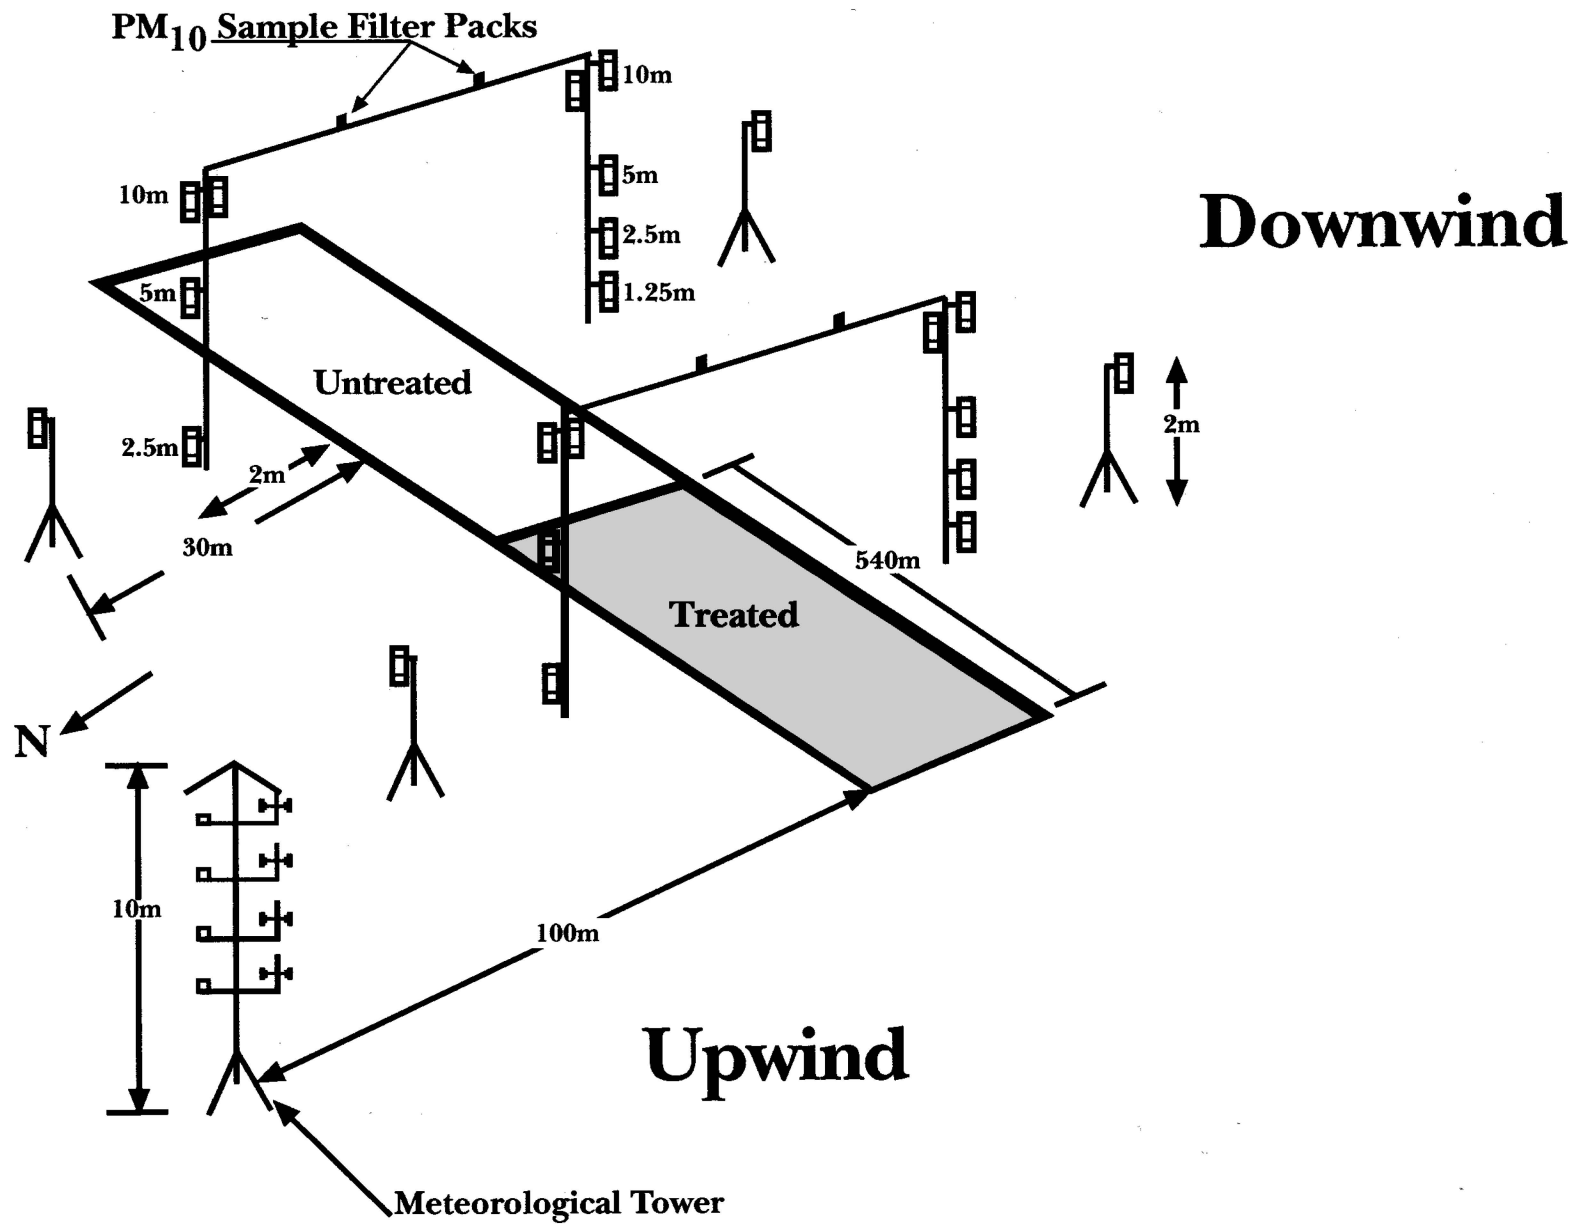 PM10 Sample Filter Packs
10m
10m
5m
2.5m
5m
1.25m
Downwind
Untreated
2m
2.5m
2m
30m
540m
Treated
N
10m
100m
Upwind
Meteorological Tower